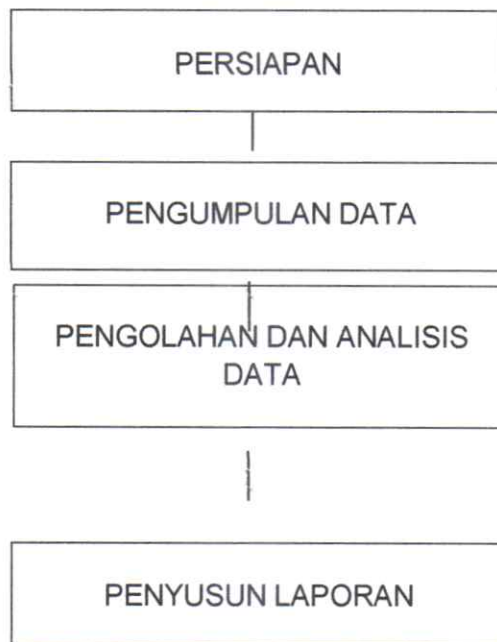 PERSIAPAN
PENGUMPULAN DATA
PENGOLAHAN DAN ANALISIS
DATA
PENYUSUN LAPORAN